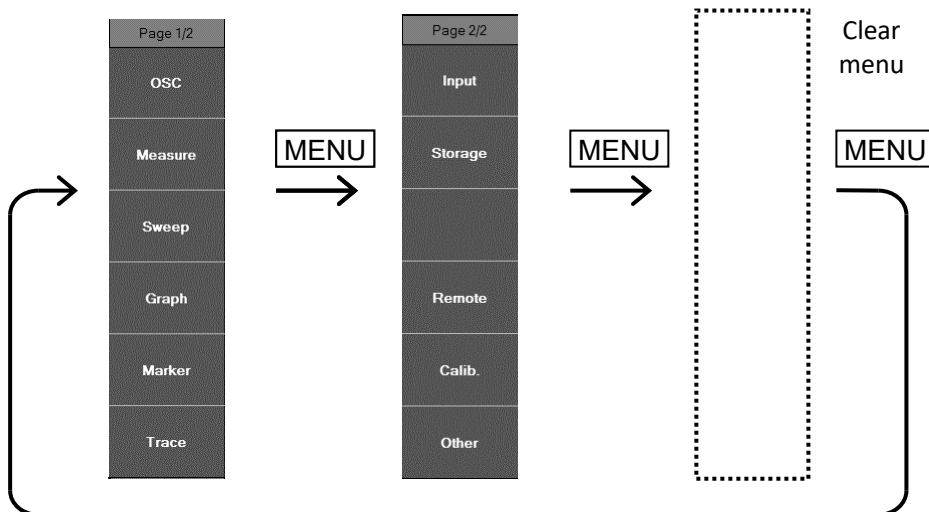 Page 1/2
OSC
Measure
Sweep
Graph
Marker
Trace
MENU
Page 2/2
Input
Storage
Remote
Calib.
Other
MENU
Clear
menu
MENU